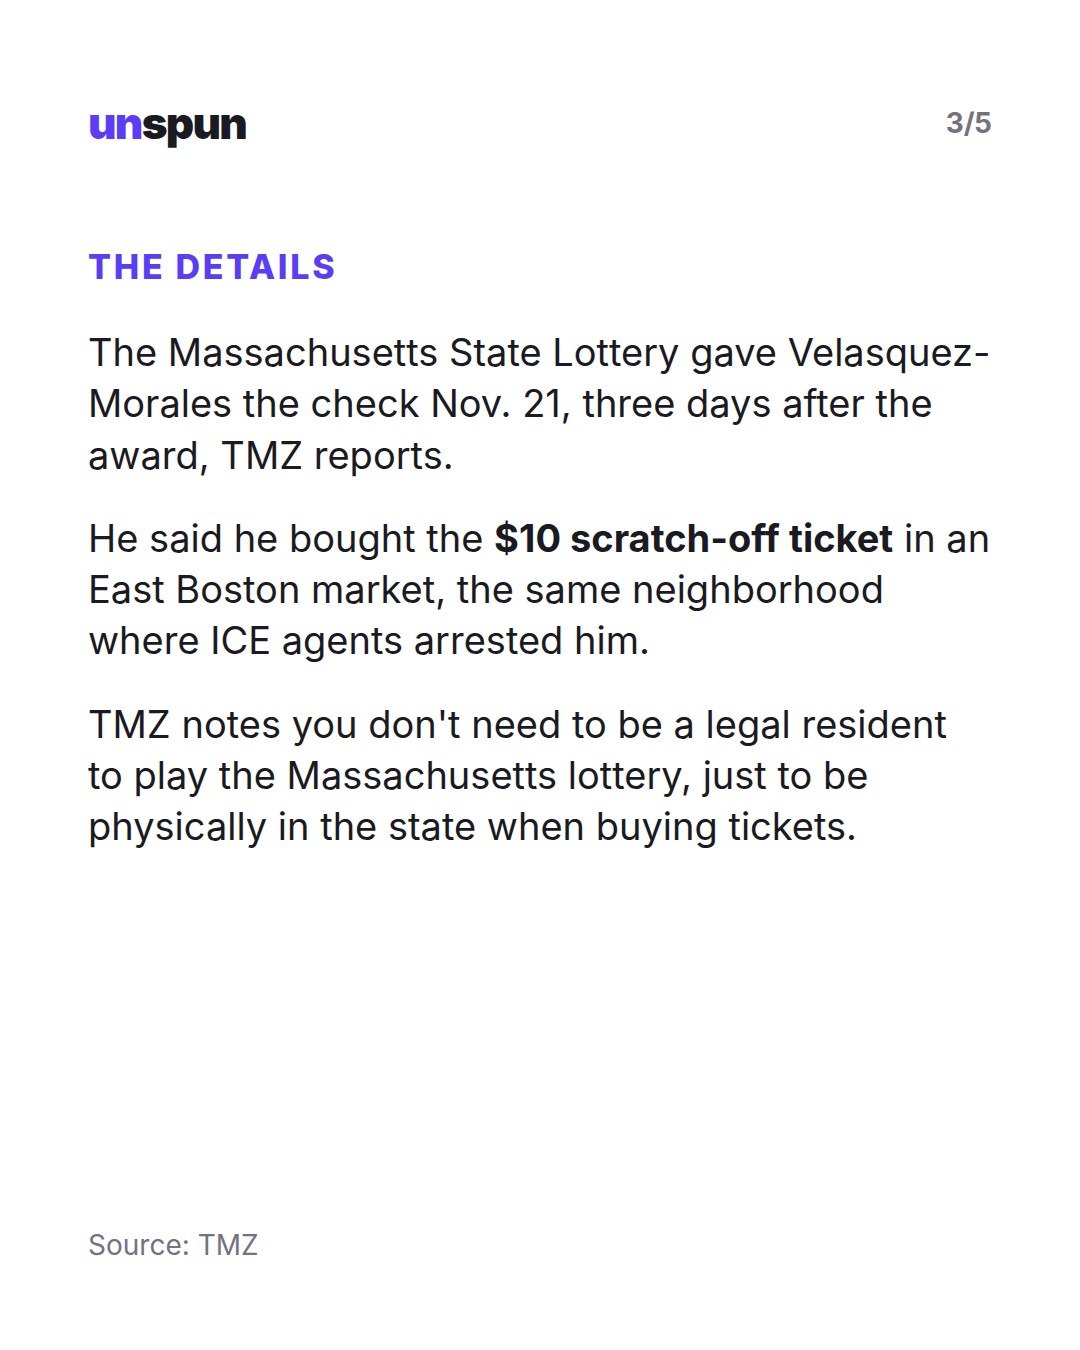 unspun
3/5
THE DETAILS
The Massachusetts State Lottery gave Velasquez-
Morales the check Nov. 21, three days after the
award, TMZ reports.
He said he bought the $10 scratch-off ticket in an
East Boston market, the same neighborhood
where ICE agents arrested him.
TMZ notes you don't need to be a legal resident
to play the Massachusetts lottery, just to be
physically in the state when buying tickets.
Source: TMZ